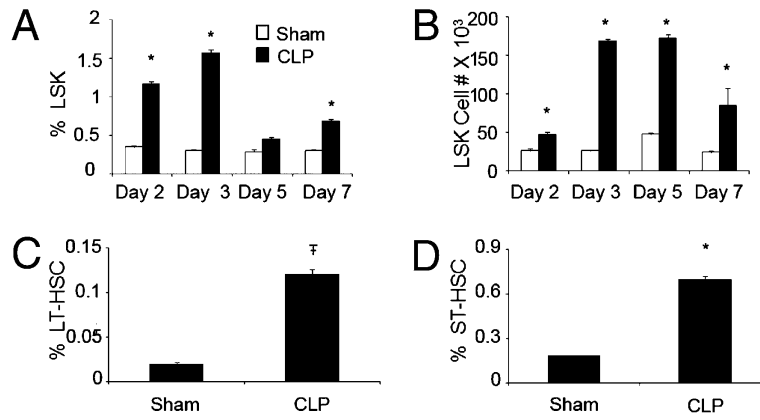 A
% LSK
2
1.5
1
0.5
0
Sham
CLP
*
*
*
Day 2
Day 3
Day 5
Day 7
B
LSK Cell # X 10³
200
150
100
50
0
*
*
*
*
Day 2
Day 3
Day 5
Day 7
C
% LT-HSC
0.15
0.1
0.05
0
Ŧ
Sham
CLP
D
% ST-HSC
0.9
0.6
0.3
0
*
Sham
CLP